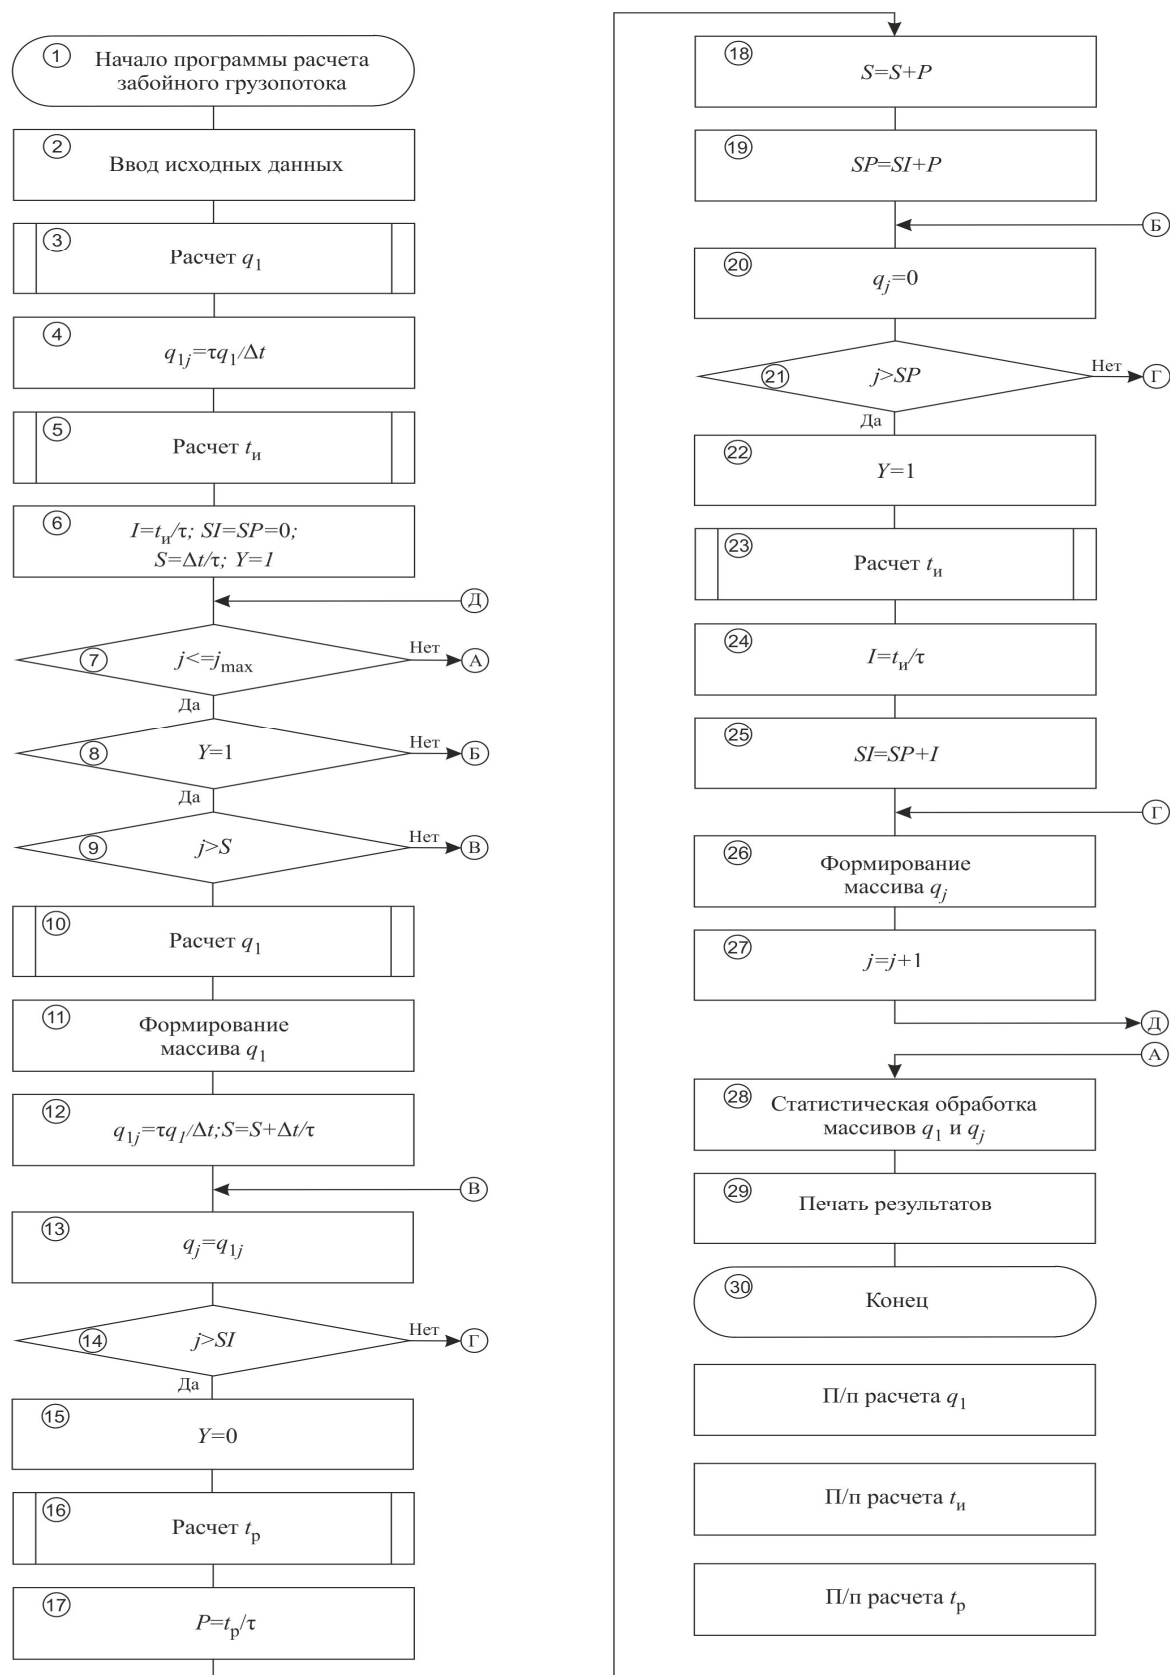 1 Начало программы расчета
забойного грузопотока
2 Ввод исходных данных
3 Расчет q1
4 q1j=τq1/Δt
5 Расчет tи
6 I=tи/τ; SI=SP=0;
S=Δt/τ; Y=1
Д
7 j<=jmax Нет А
Да
8 Y=1 Нет Б
Да
9 j>S Нет В
10 Расчет q1
11 Формирование
массива q1
12 q1j=τq1/Δt;S=S+Δt/τ
В
13 qj=q1j
14 j>SI Нет Г
Да
15 Y=0
16 Расчет tр
17 P=tр/τ
18 S=S+P
19 SP=SI+P
Б
20 qj=0
21 j>SP Нет Г
Да
22 Y=1
23 Расчет tи
24 I=tи/τ
25 SI=SP+I
Г
26 Формирование
массива qj
27 j=j+1
Д
А
28 Статистическая обработка
массивов q1 и qj
29 Печать результатов
30 Конец
П/п расчета q1
П/п расчета tи
П/п расчета tр